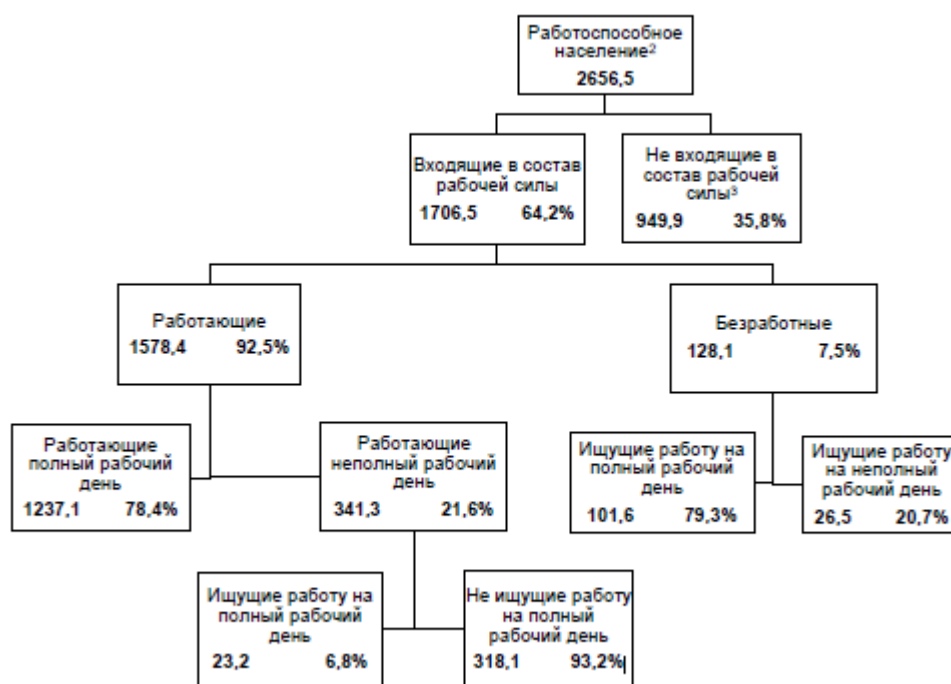 Работоспособное
население²
2656,5
Входящие в состав
рабочей силы
1706,5 64,2%
Не входящие в
состав рабочей
силы³
949,9 35,8%
Работающие
1578,4 92,5%
Безработные
128,1 7,5%
Работающие
полный рабочий
день
1237,1 78,4%
Работающие
неполный рабочий
день
341,3 21,6%
Ищущие работу на
полный рабочий
день
101,6 79,3%
Ищущие работу
на неполный
рабочий день
26,5 20,7%
Ищущие работу на
полный рабочий
день
23,2 6,8%
Не ищущие работу
на полный
рабочий день
318,1 93,2%